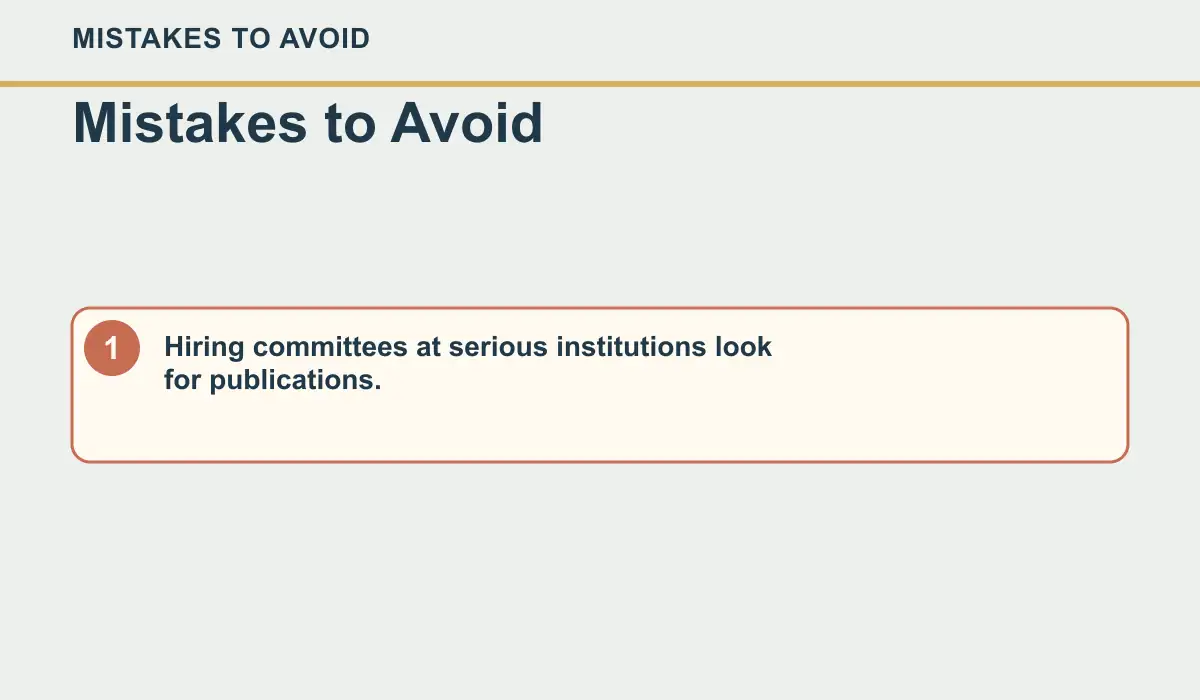 MISTAKES TO AVOID
Mistakes to Avoid
1
Hiring committees at serious institutions look
for publications.